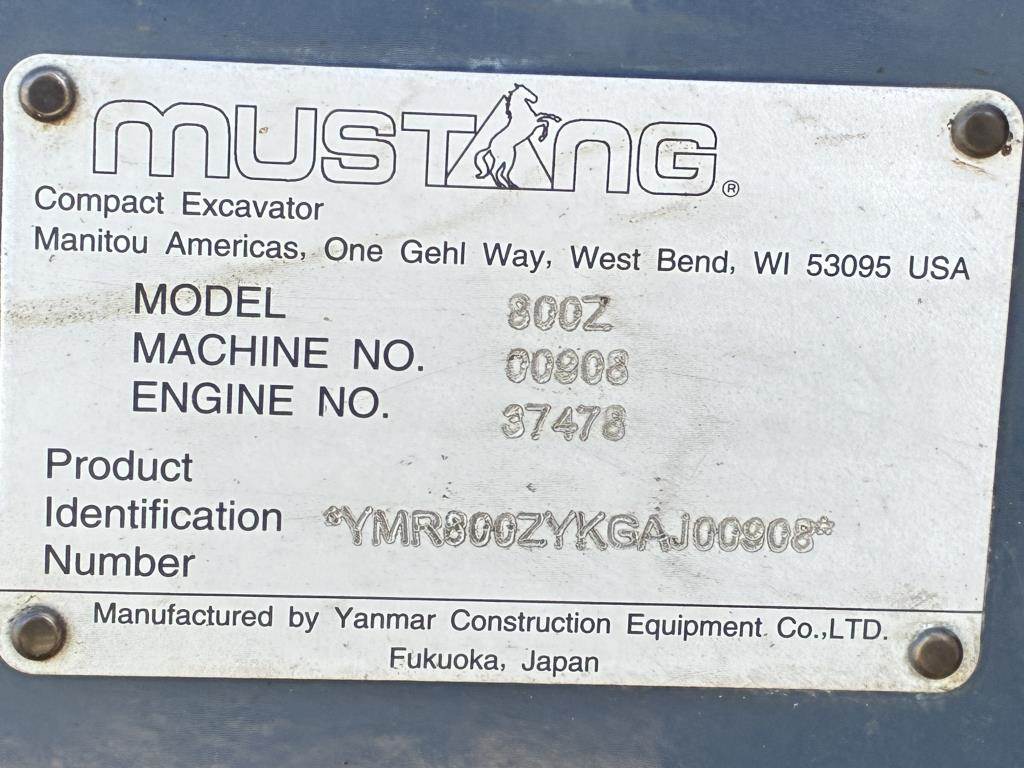 MUSTANG®
Compact Excavator
Manitou Americas, One Gehl Way, West Bend, WI 53095 USA
MODEL 800Z
MACHINE NO. 00908
ENGINE NO. 37478
Product
Identification *YMR800ZYKGAJ00908*
Number
Manufactured by Yanmar Construction Equipment Co.,LTD.
Fukuoka, Japan